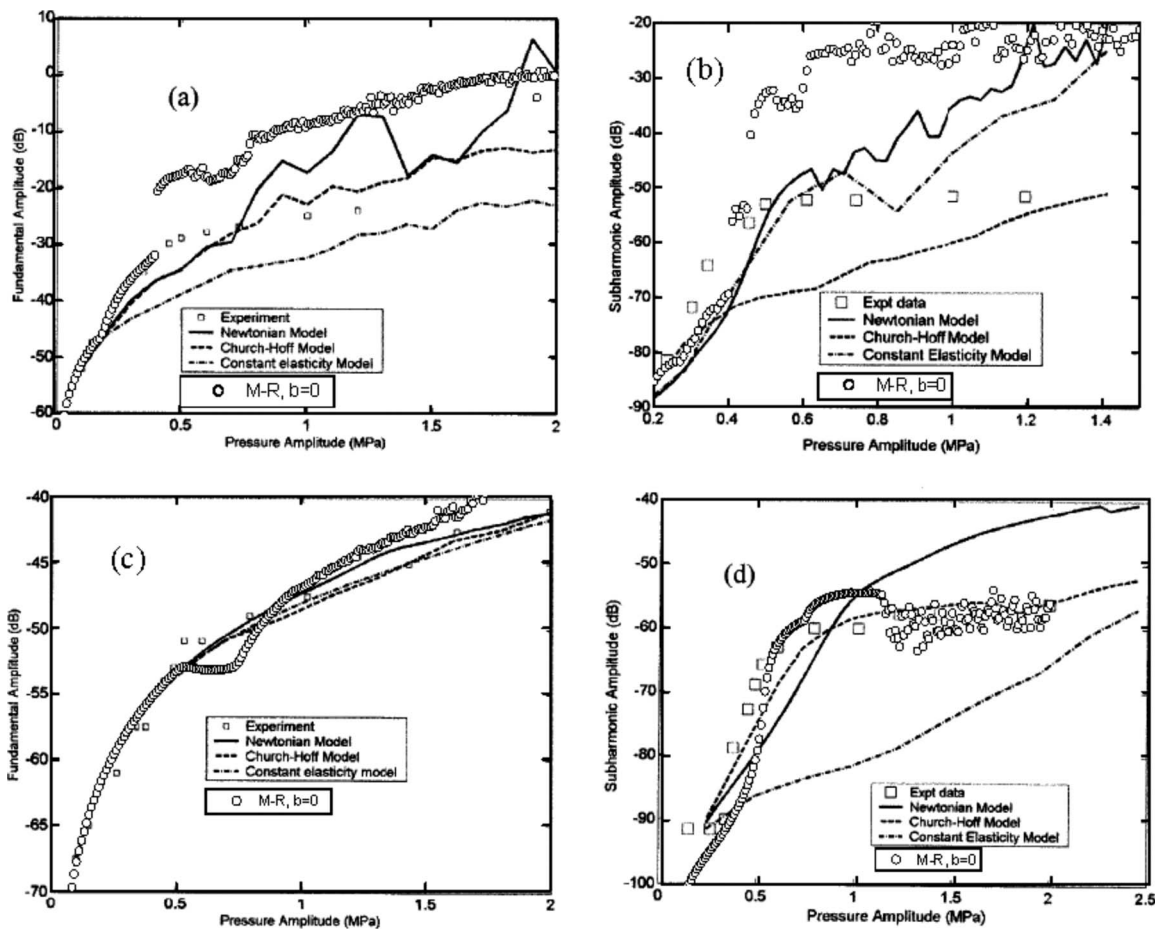 (a)
10
0
-10
-20
-30
-40
-50
-60
Fundamental Amplitude (dB)
0
0.5
1
1.5
2
Pressure Amplitude (MPa)
Experiment
Newtonian Model
Church-Hoff Model
Constant elasticity Model
M-R, b=0
(b)
-20
-30
-40
-50
-60
-70
-80
-90
Subharmonic Amplitude (dB)
0.2
0.4
0.6
0.8
1
1.2
1.4
Pressure Amplitude (MPa)
Expt data
Newtonian Model
Church-Hoff Model
Constant Elasticity Model
M-R, b=0
(c)
-40
-45
-50
-55
-60
-65
-70
Fundamental Amplitude (dB)
0
0.5
1
1.5
2
Pressure Amplitude (MPa)
Experiment
Newtonian Model
Church-Hoff Model
Constant elasticity model
M-R, b=0
(d)
-40
-50
-60
-70
-80
-90
-100
Subharmonic Amplitude (dB)
0
0.5
1
1.5
2
2.5
Pressure Amplitude (MPa)
Expt data
Newtonian Model
Church-Hoff Model
Constant Elasticity Model
M-R, b=0